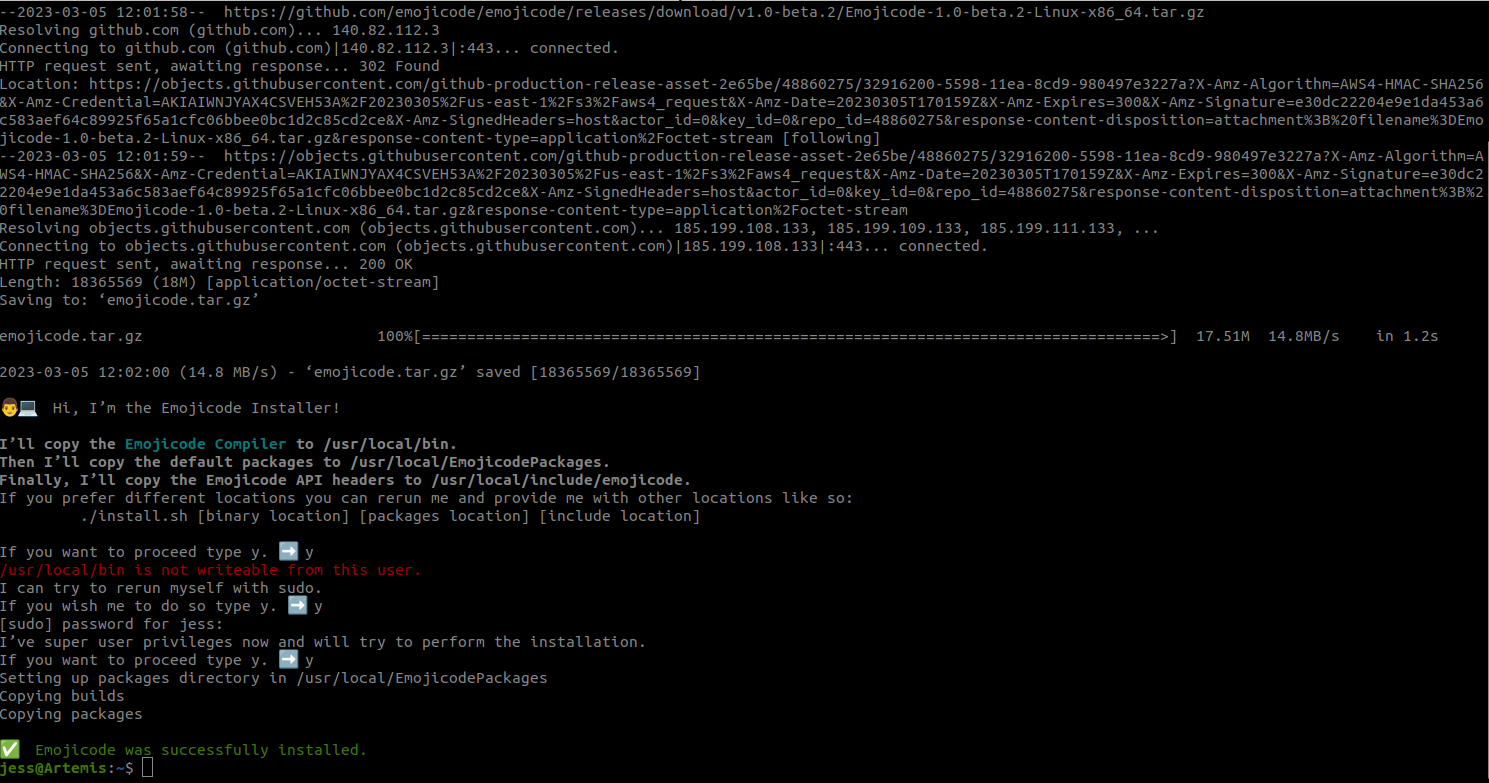 --2023-03-05 12:01:58--  https://github.com/emojicode/emojicode/releases/download/v1.0-beta.2/Emojicode-1.0-beta.2-Linux-x86_64.tar.gz
Resolving github.com (github.com)... 140.82.112.3
Connecting to github.com (github.com)|140.82.112.3|:443... connected.
HTTP request sent, awaiting response... 302 Found
Location: https://objects.githubusercontent.com/github-production-release-asset-2e65be/48860275/32916200-5598-11ea-8cd9-980497e3227a?X-Amz-Algorithm=AWS4-HMAC-SHA256
&X-Amz-Credential=AKIAIWNJYAX4CSVEH53A%2F20230305%2Fus-east-1%2Fs3%2Faws4_request&X-Amz-Date=20230305T170159Z&X-Amz-Expires=300&X-Amz-Signature=e30dc22204e9e1da453a6
c583aef64c89925f65a1cfc06bbee0bc1d2c85cd2ce&X-Amz-SignedHeaders=host&actor_id=0&key_id=0&repo_id=48860275&response-content-disposition=attachment%3B%20filename%3DEmo
jicode-1.0-beta.2-Linux-x86_64.tar.gz&response-content-type=application%2Foctet-stream [following]
--2023-03-05 12:01:59--  https://objects.githubusercontent.com/github-production-release-asset-2e65be/48860275/32916200-5598-11ea-8cd9-980497e3227a?X-Amz-Algorithm=A
WS4-HMAC-SHA256&X-Amz-Credential=AKIAIWNJYAX4CSVEH53A%2F20230305%2Fus-east-1%2Fs3%2Faws4_request&X-Amz-Date=20230305T170159Z&X-Amz-Expires=300&X-Amz-Signature=e30dc2
2204e9e1da453a6c583aef64c89925f65a1cfc06bbee0bc1d2c85cd2ce&X-Amz-SignedHeaders=host&actor_id=0&key_id=0&repo_id=48860275&response-content-disposition=attachment%3B%2
0filename%3DEmojicode-1.0-beta.2-Linux-x86_64.tar.gz&response-content-type=application%2Foctet-stream
Resolving objects.githubusercontent.com (objects.githubusercontent.com)... 185.199.108.133, 185.199.109.133, 185.199.111.133, ...
Connecting to objects.githubusercontent.com (objects.githubusercontent.com)|185.199.108.133|:443... connected.
HTTP request sent, awaiting response... 200 OK
Length: 18365569 (18M) [application/octet-stream]
Saving to: ‘emojicode.tar.gz’
emojicode.tar.gz                          100%[==================================================================================>]  17.51M  14.8MB/s    in 1.2s
2023-03-05 12:02:00 (14.8 MB/s) - ‘emojicode.tar.gz’ saved [18365569/18365569]
👨💻  Hi, I’m the Emojicode Installer!
I’ll copy the Emojicode Compiler to /usr/local/bin.
Then I’ll copy the default packages to /usr/local/EmojicodePackages.
Finally, I’ll copy the Emojicode API headers to /usr/local/include/emojicode.
If you prefer different locations you can rerun me and provide me with other locations like so:
         ./install.sh [binary location] [packages location] [include location]
If you want to proceed type y. ➡️ y
/usr/local/bin is not writeable from this user.
I can try to rerun myself with sudo.
If you wish me to do so type y. ➡️ y
[sudo] password for jess:
I’ve super user privileges now and will try to perform the installation.
If you want to proceed type y. ➡️ y
Setting up packages directory in /usr/local/EmojicodePackages
Copying builds
Copying packages
✅  Emojicode was successfully installed.
jess@Artemis:~$